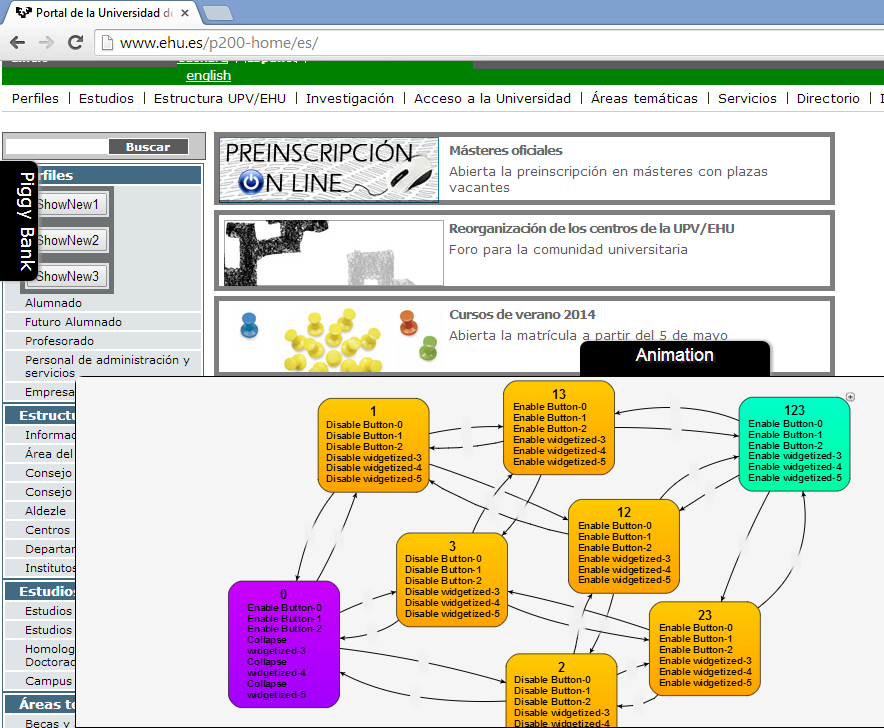 Portal de la Universidad de
www.ehu.es/p200-home/es/
english
Perfiles | Estudios | Estructura UPV/EHU | Investigación | Acceso a la Universidad | Áreas temáticas | Servicios | Directorio |
Buscar
Piggy Bank
files
ShowNew1
ShowNew2
ShowNew3
Alumnado
Futuro Alumnado
Profesorado
Personal de administración y
servicios
Empresa
Estructu
Informac
Área del
Consejo
Consejo
Aldezle
Centros
Departar
Institutos
Estudios
Estudios
Estudios
Homolog
Doctorac
Campus
Áreas te
Becas y
PREINSCRIPCIÓN
ON LINE
Másteres oficiales
Abierta la preinscripción en másteres con plazas
vacantes
Reorganización de los centros de la UPV/EHU
Foro para la comunidad universitaria
Cursos de verano 2014
Abierta la matrícula a partir del 5 de mayo
Animation
1
Disable Button-0
Disable Button-1
Disable Button-2
Disable widgetized-3
Disable widgetized-4
Disable widgetized-5
13
Enable Button-0
Enable Button-1
Enable Button-2
Enable widgetized-3
Enable widgetized-4
Enable widgetized-5
123
Enable Button-0
Enable Button-1
Enable Button-2
Enable widgetized-3
Enable widgetized-4
Enable widgetized-5
12
Enable Button-0
Enable Button-1
Enable Button-2
Enable widgetized-3
Enable widgetized-4
Enable widgetized-5
3
Disable Button-0
Disable Button-1
Disable Button-2
Disable widgetized-3
Disable widgetized-4
Disable widgetized-5
0
Enable Button-0
Enable Button-1
Enable Button-2
Collapse
widgetized-3
Collapse
widgetized-4
Collapse
widgetized-5
23
Enable Button-0
Enable Button-1
Enable Button-2
Enable widgetized-3
Enable widgetized-4
Enable widgetized-5
2
Disable Button-0
Disable Button-1
Disable Button-2
Disable widgetized-3
Disable widgetized-4